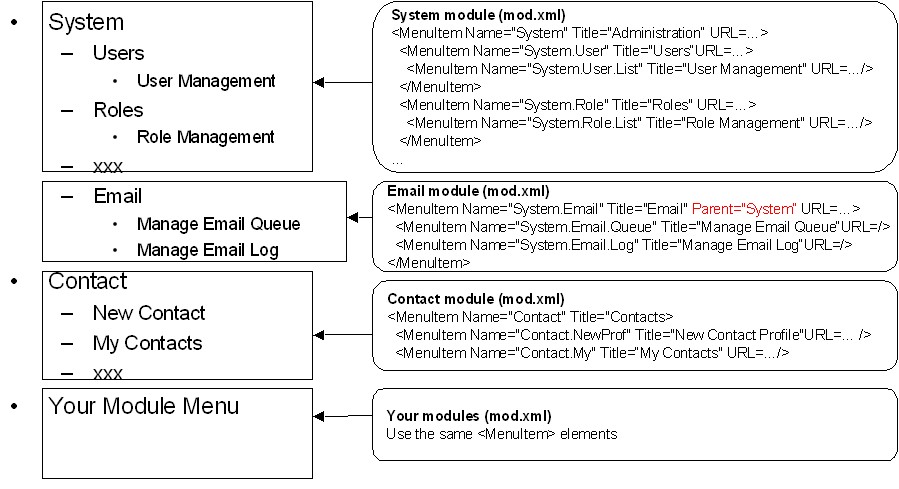 • System
– Users
• User Management
– Roles
• Role Management
– xxx
System module (mod.xml)
<MenuItem Name="System" Title="Administration" URL=...>
<MenuItem Name="System.User" Title="Users"URL=...>
<MenuItem Name="System.User.List" Title="User Management" URL=.../>
</MenuItem>
<MenuItem Name="System.Role" Title="Roles" URL=...>
<MenuItem Name="System.Role.List" Title="Role Management" URL=.../>
</MenuItem>
...
– Email
• Manage Email Queue
• Manage Email Log
Email module (mod.xml)
<MenuItem Name="System.Email" Title="Email" Parent="System" URL=...>
<MenuItem Name="System.Email.Queue" Title="Manage Email Queue"URL=/>
<MenuItem Name="System.Email.Log" Title="Manage Email Log"URL=/>
</MenuItem>
• Contact
– New Contact
– My Contacts
– xxx
Contact module (mod.xml)
<MenuItem Name="Contact" Title="Contacts>
<MenuItem Name="Contact.NewProf" Title="New Contact Profile"URL=... />
<MenuItem Name="Contact.My" Title="My Contacts" URL=.../>
• Your Module Menu
Your modules (mod.xml)
Use the same <MenuItem> elements